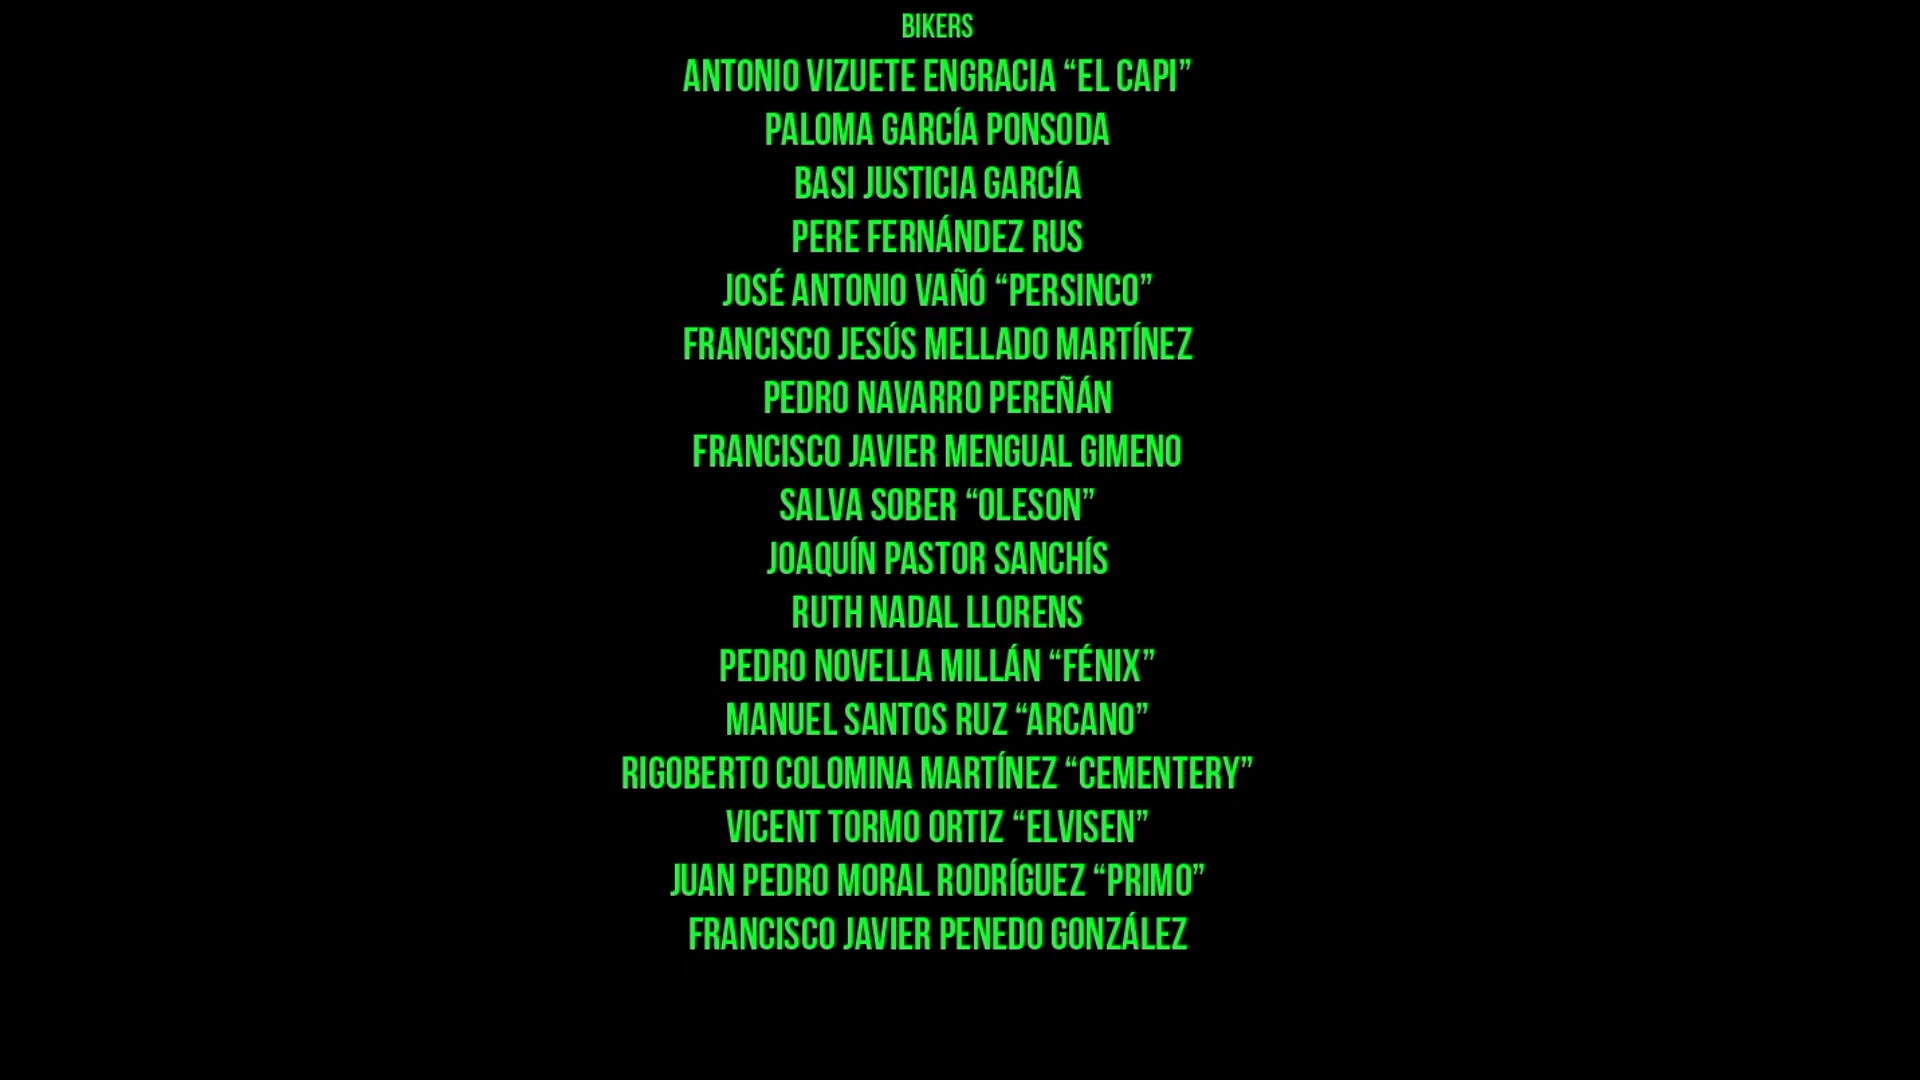 BIKERS
ANTONIO VIZUETE ENGRACIA “EL CAPI”
PALOMA GARCÍA PONSODA
BASI JUSTICIA GARCÍA
PERE FERNÁNDEZ RUS
JOSÉ ANTONIO VAÑÓ “PERSINCO”
FRANCISCO JESÚS MELLADO MARTÍNEZ
PEDRO NAVARRO PEREÑÁN
FRANCISCO JAVIER MENGUAL GIMENO
SALVA SOBER “OLESON”
JOAQUÍN PASTOR SANCHÍS
RUTH NADAL LLORENS
PEDRO NOVELLA MILLÁN “FÉNIX”
MANUEL SANTOS RUZ “ARCANO”
RIGOBERTO COLOMINA MARTÍNEZ “CEMENTERY”
VICENT TORMO ORTIZ “ELVISEN”
JUAN PEDRO MORAL RODRÍGUEZ “PRIMO”
FRANCISCO JAVIER PENEDO GONZÁLEZ